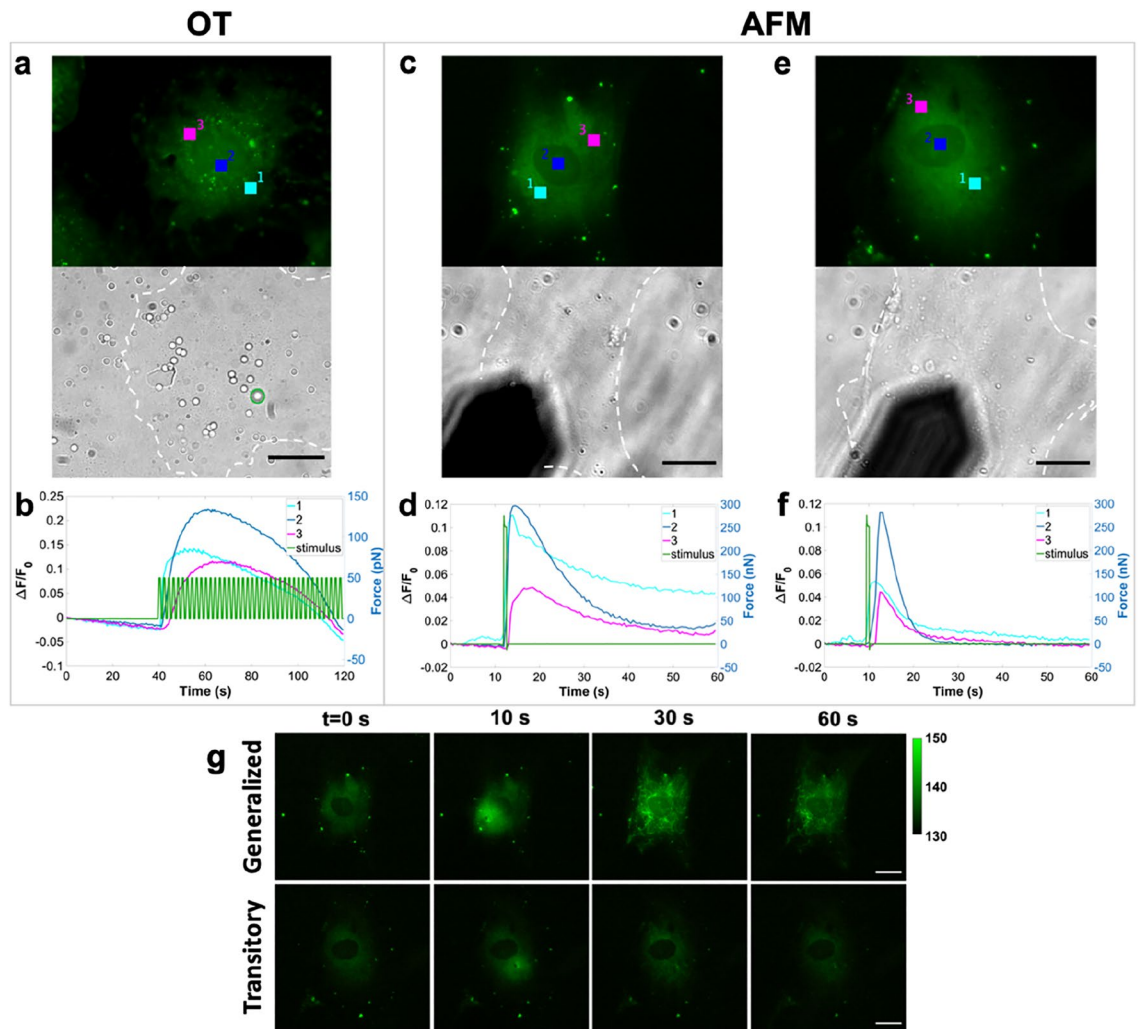 OT
AFM
a
3
2
1
c
3
2
1
e
3
2
1
b
0.25
0.2
0.15
0.1
0.05
0
-0.05
-0.1
ΔF/F0
0 20 40 60 80 100 120
Time (s)
150
100
50
0
-50
Force (pN)
1
2
3
stimulus
d
0.12
0.1
0.08
0.06
0.04
0.02
0
-0.02
ΔF/F0
0 10 20 30 40 50 60
Time (s)
300
250
200
150
100
50
0
-50
Force (nN)
1
2
3
stimulus
f
0.12
0.1
0.08
0.06
0.04
0.02
0
-0.02
ΔF/F0
0 10 20 30 40 50 60
Time (s)
300
250
200
150
100
50
0
-50
Force (nN)
1
2
3
stimulus
g
t=0 s 10 s 30 s 60 s
Generalized
Transitory
150
140
130